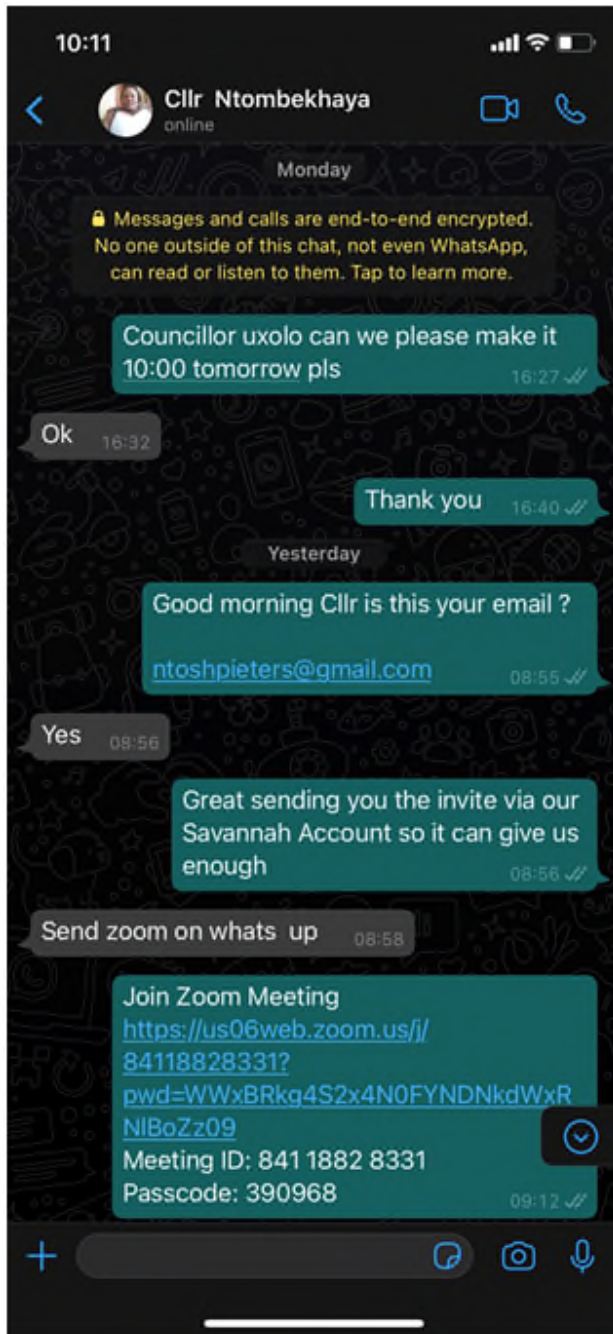 10:11
Cllr Ntombekhaya
online
Monday
Messages and calls are end-to-end encrypted.
No one outside of this chat, not even WhatsApp,
can read or listen to them. Tap to learn more.
Councillor uxolo can we please make it
10:00 tomorrow pls
16:27
Ok
16:32
Thank you
16:40
Yesterday
Good morning Cllr is this your email ?
ntoshpieters@gmail.com
08:55
Yes
08:56
Great sending you the invite via our
Savannah Account so it can give us
enough
08:56
Send zoom on whats up
08:58
Join Zoom Meeting
https://us06web.zoom.us/j/
84118828331?
pwd=WWxBRkg4S2x4N0FYNDNkdWxR
NlBoZz09
Meeting ID: 841 1882 8331
Passcode: 390968
09:12